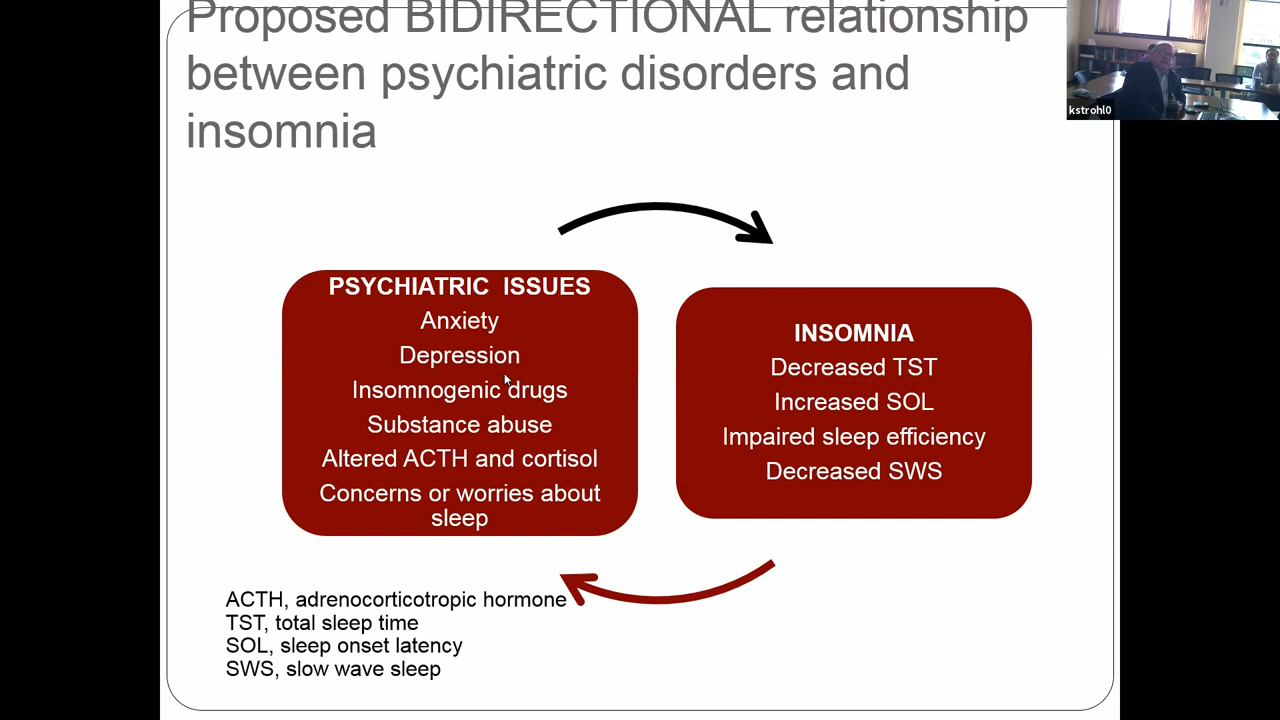 Proposed BIDIRECTIONAL relationship
between psychiatric disorders and
insomnia
kstrohl0
PSYCHIATRIC ISSUES
Anxiety
Depression
Insomnogenic drugs
Substance abuse
Altered ACTH and cortisol
Concerns or worries about
sleep
INSOMNIA
Decreased TST
Increased SOL
Impaired sleep efficiency
Decreased SWS
ACTH, adrenocorticotropic hormone
TST, total sleep time
SOL, sleep onset latency
SWS, slow wave sleep